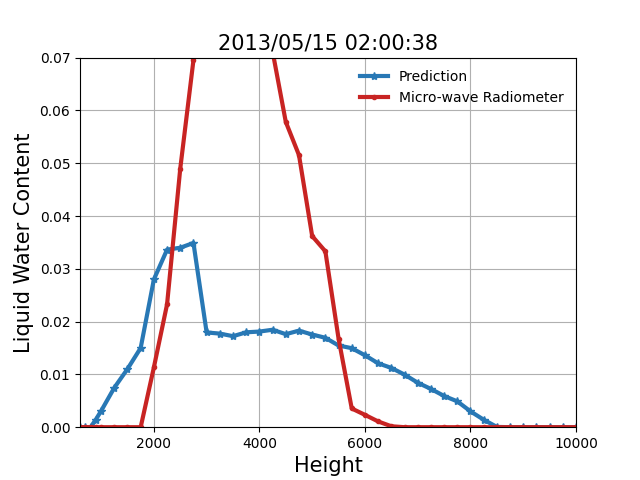 2013/05/15 02:00:38
0.07
0.06
0.05
0.04
0.03
0.02
0.01
0.00
Liquid Water Content
Prediction
Micro-wave Radiometer
2000 4000 6000 8000 10000
Height